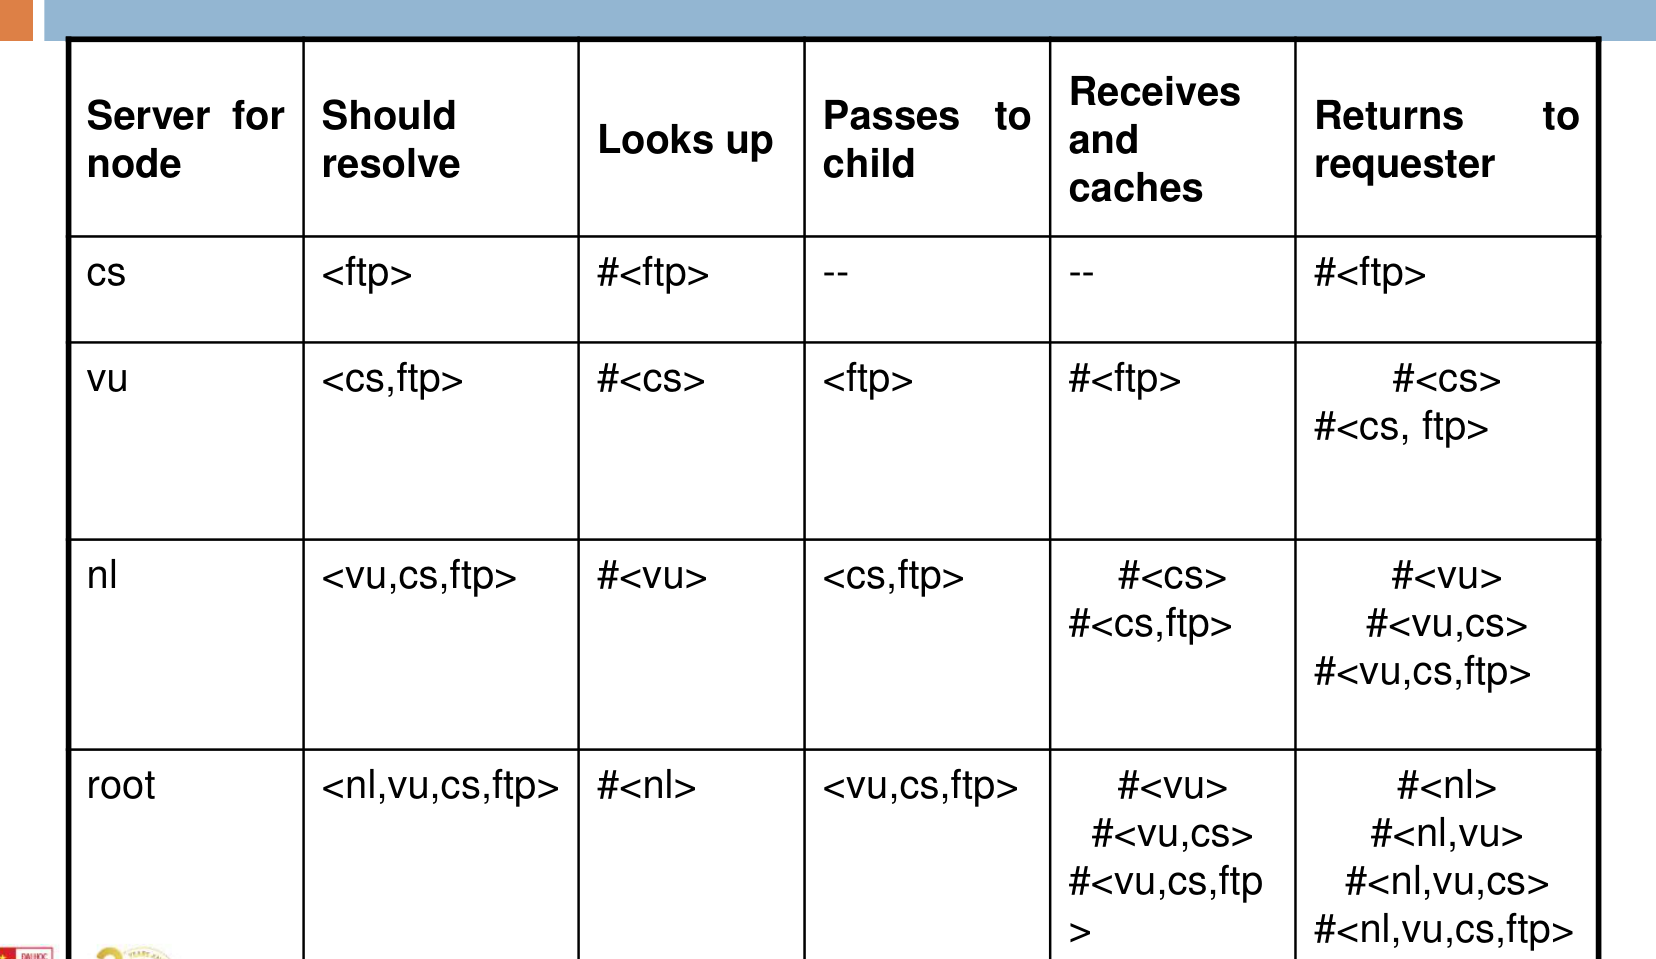 Server for node
Should resolve
Looks up
Passes to child
Receives and caches
Returns to requester
cs
<ftp>
#<ftp>
--
--
#<ftp>
vu
<cs,ftp>
#<cs>
<ftp>
#<ftp>
#<cs>
#<cs, ftp>
nl
<vu,cs,ftp>
#<vu>
<cs,ftp>
#<cs>
#<cs,ftp>
#<vu>
#<vu,cs>
#<vu,cs,ftp>
root
<nl,vu,cs,ftp>
#<nl>
<vu,cs,ftp>
#<vu>
#<vu,cs>
#<vu,cs,ftp
>
#<nl>
#<nl,vu>
#<nl,vu,cs>
#<nl,vu,cs,ftp>